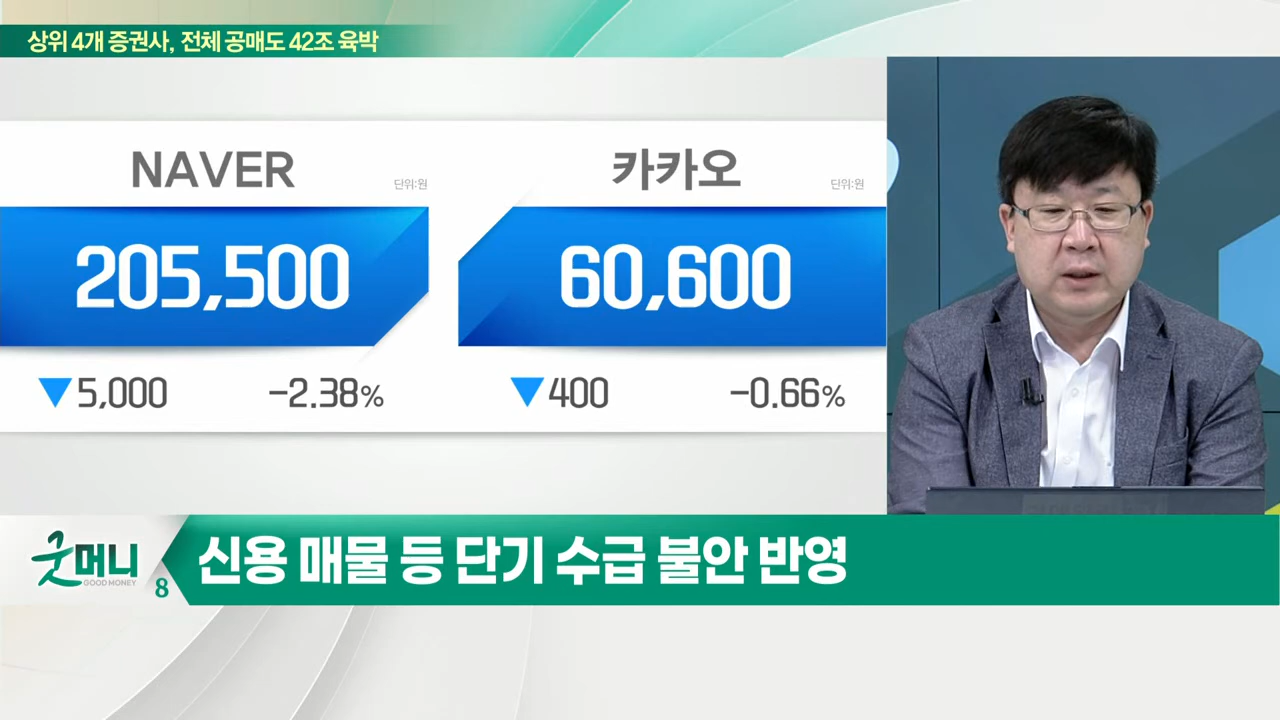 상위 4개 증권사, 전체 공매도 42조 육박
NAVER
단위:원
205,500
▼5,000 -2.38%
카카오
단위:원
60,600
▼400 -0.66%
굿머니
GOOD MONEY
8
신용 매물 등 단기 수급 불안 반영